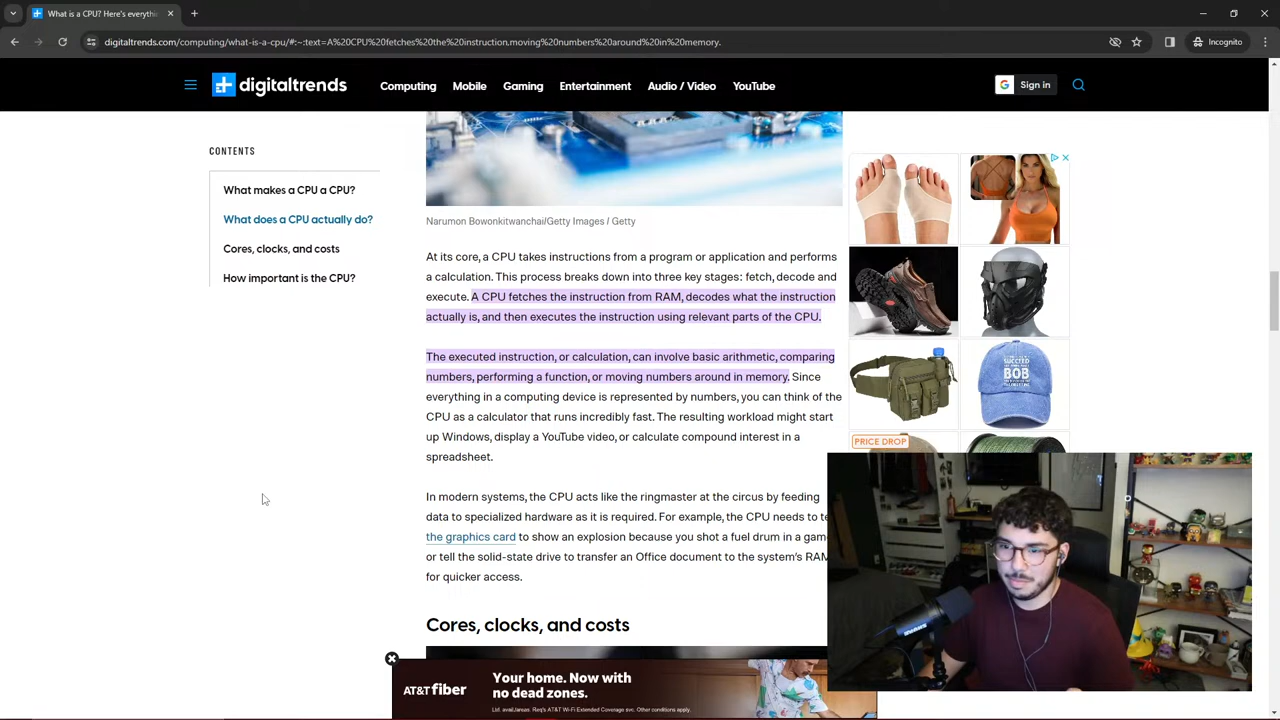 What is a CPU? Here's everythi
digitaltrends.com/computing/what-is-a-cpu/#:~:text=A%20CPU%20fetches%20the%20instruction,moving%20numbers%20around%20in%20memory.
Incognito
digitaltrends
Computing
Mobile
Gaming
Entertainment
Audio / Video
YouTube
Sign in
CONTENTS
What makes a CPU a CPU?
What does a CPU actually do?
Cores, clocks, and costs
How important is the CPU?
Narumon Bowonkitwanchai/Getty Images / Getty
At its core, a CPU takes instructions from a program or application and performs
a calculation. This process breaks down into three key stages: fetch, decode and
execute. A CPU fetches the instruction from RAM, decodes what the instruction
actually is, and then executes the instruction using relevant parts of the CPU.
The executed instruction, or calculation, can involve basic arithmetic, comparing
numbers, performing a function, or moving numbers around in memory. Since
everything in a computing device is represented by numbers, you can think of the
CPU as a calculator that runs incredibly fast. The resulting workload might start
up Windows, display a YouTube video, or calculate compound interest in a
spreadsheet.
In modern systems, the CPU acts like the ringmaster at the circus by feeding
data to specialized hardware as it is required. For example, the CPU needs to te
the graphics card to show an explosion because you shot a fuel drum in a gam
or tell the solid-state drive to transfer an Office document to the system's RAM
for quicker access.
Cores, clocks, and costs
BOB
PRICE DROP
AT&T fiber
Your home. Now with
no dead zones.